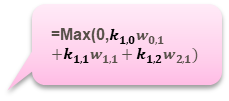 =Max(0,k₁,₀w₀,₁
+k₁,₁w₁,₁ + k₁,₂w₂,₁)